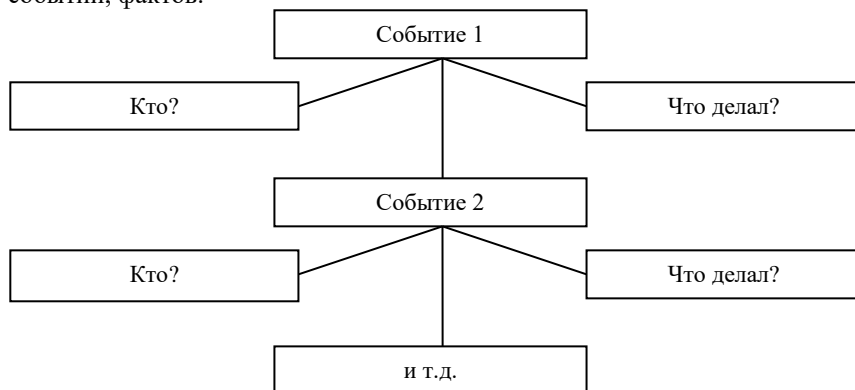 событий, фактов.
Событие 1
Кто?
Что делал?
Событие 2
Кто?
Что делал?
и т.д.